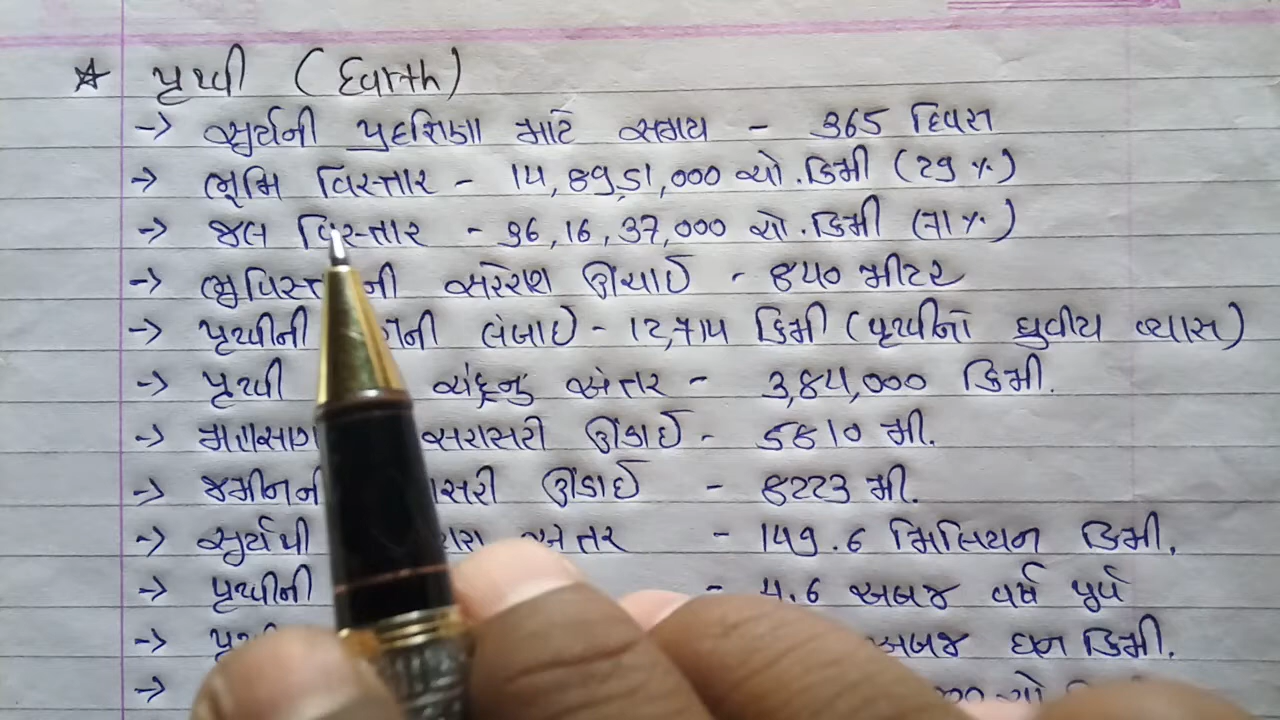 ☆ પૃથ્વી (Earth)
→ સૂર્યની પ્રદક્ષિણા માટે સમય - 365 દિવસ
→ ભૂમિ વિસ્તાર - 14,89,51,000 ચો.કિમી (29%)
→ જલ વિસ્તાર - 36,16,37,000 ચો.કિમી (71%)
→ ભુવિસ્ત ની સરેરાશ ઊંચાઈ - 840 મીટર
→ પૃથ્વીની ની લંબાઈ - 12,714 કિમી (પૃથ્વીનો ધ્રુવીય વ્યાસ)
→ પૃથ્વી ચંદ્રનુ અંતર - 3,84,000 કિમી.
→ મહાસાગ સરાસરી ઊંડાઈ - 5810 મી.
→ જમીનની સરી ઊંડાઈ - 8223 મી.
→ સૂર્યથી અંતર - 149.6 મિલિયન કિમી.
→ પૃથ્વીની - 4.6 અબજ વર્ષ પૂર્વ
→ અબજ ઘન કિમી.
→